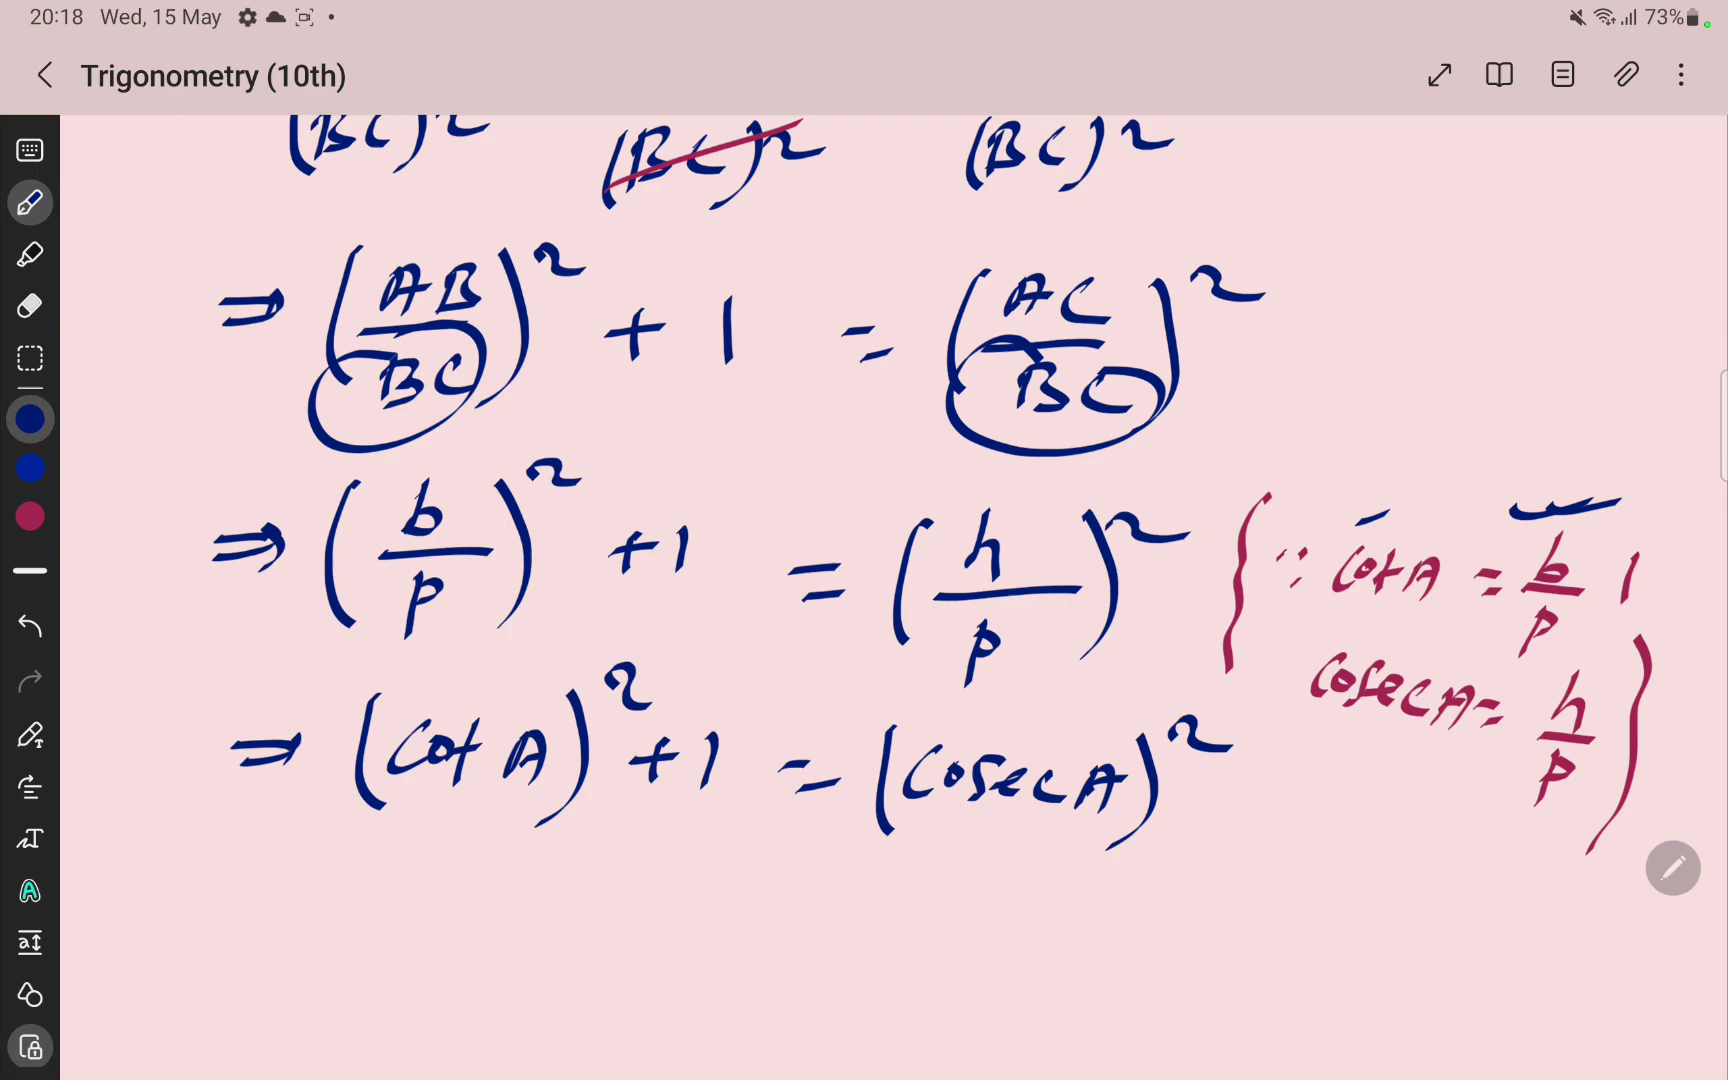 20:18 Wed, 15 May 73%
Trigonometry (10th)
(BC)² (BC)² (BC)²
⇒ (AB/BC)² + 1 = (AC/BC)²
⇒ (b/p)² + 1 = (h/p)² {∵ cot A = b/p 1
cosec A = h/p}
⇒ (cot A)² + 1 = (cosec A)²